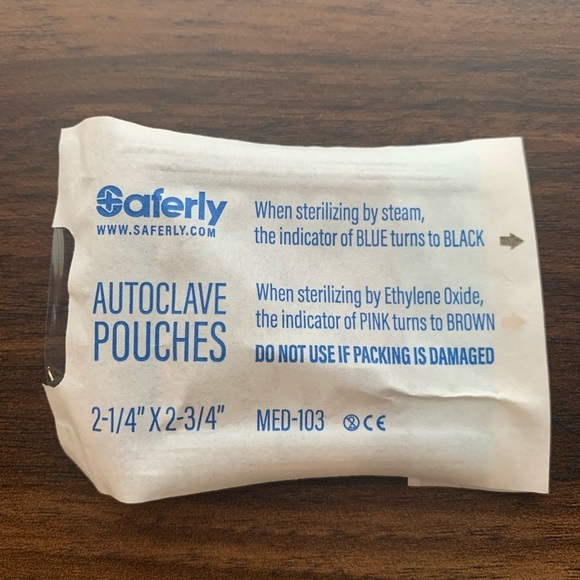 Saferly
WWW.SAFERLY.COM
When sterilizing by steam,
the indicator of BLUE turns to BLACK
AUTOCLAVE
POUCHES
When sterilizing by Ethylene Oxide,
the indicator of PINK turns to BROWN
DO NOT USE IF PACKING IS DAMAGED
2-1/4" X 2-3/4"
MED-103 CE